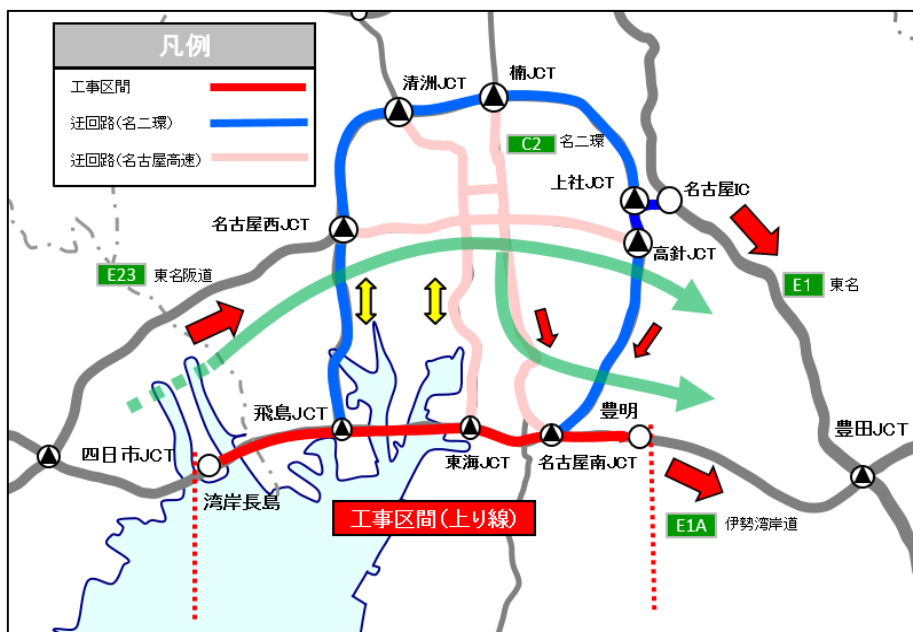 凡例
工事区間
迂回路(名二環)
迂回路(名古屋高速)
清洲JCT
楠JCT
C2 名二環
上社JCT
名古屋IC
名古屋西JCT
高針JCT
E23 東名阪道
E1 東名
飛島JCT
豊明
豊田JCT
四日市JCT
東海JCT
名古屋南JCT
湾岸長島
工事区間(上り線)
E1A 伊勢湾岸道